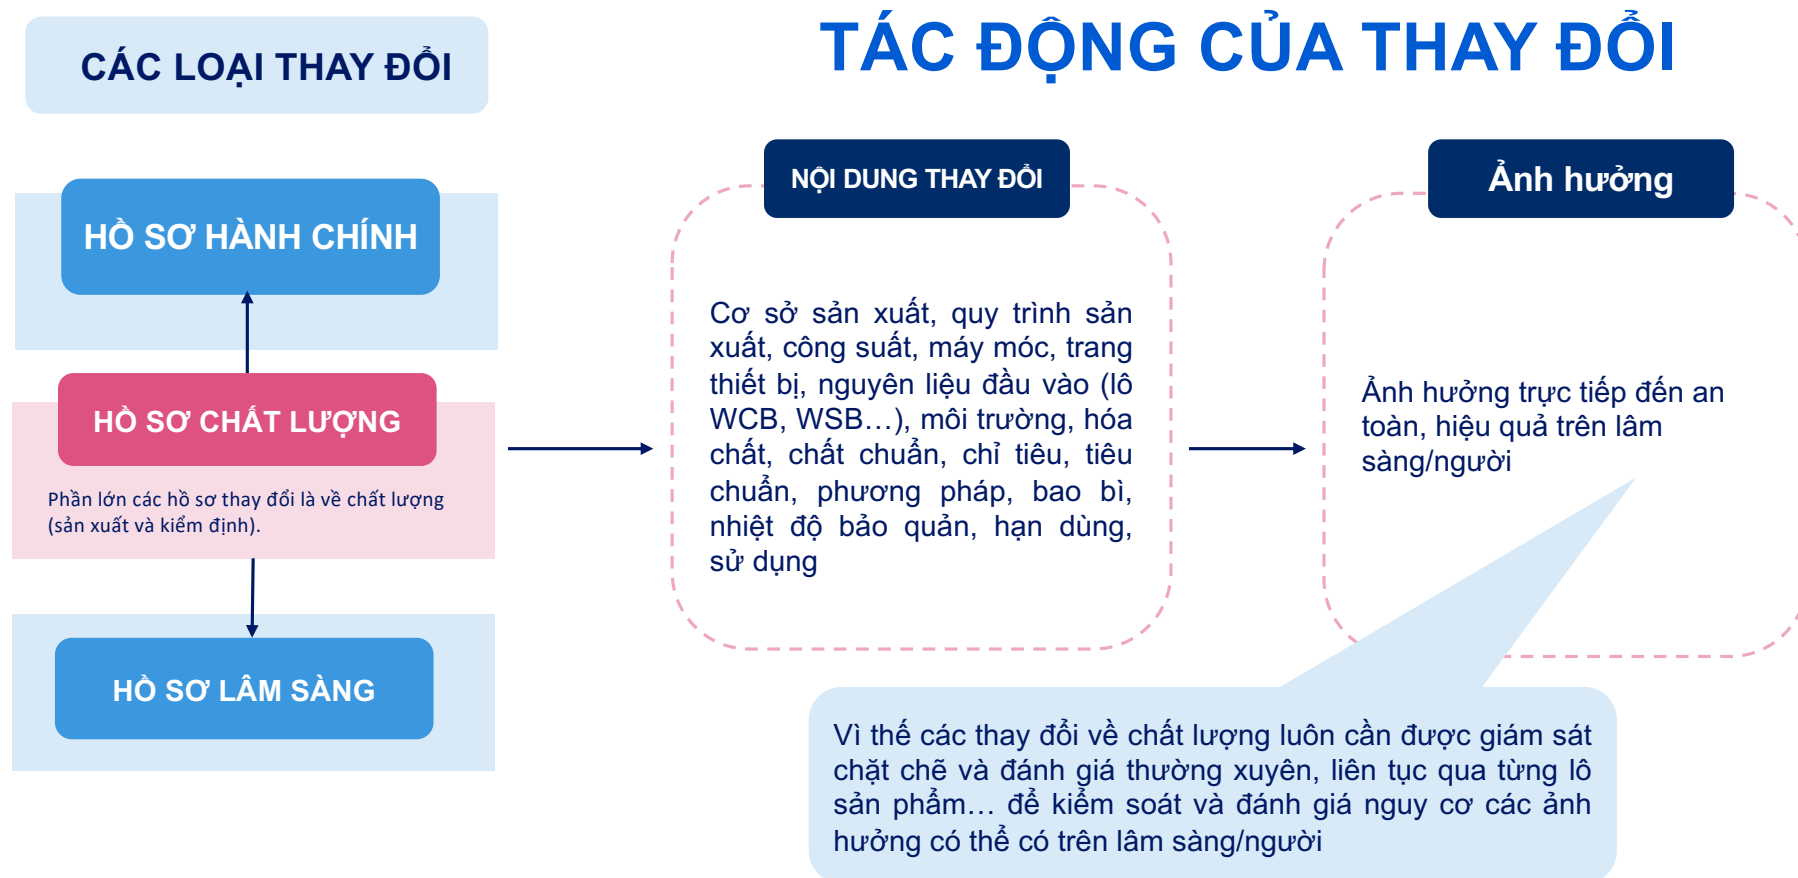 CÁC LOẠI THAY ĐỔI
TÁC ĐỘNG CỦA THAY ĐỔI
HỒ SƠ HÀNH CHÍNH
HỒ SƠ CHẤT LƯỢNG
Phần lớn các hồ sơ thay đổi là về chất lượng
(sản xuất và kiểm định).
HỒ SƠ LÂM SÀNG
NỘI DUNG THAY ĐỔI
Cơ sở sản xuất, quy trình sản
xuất, công suất, máy móc, trang
thiết bị, nguyên liệu đầu vào (lô
WCB, WSB…), môi trường, hóa
chất, chất chuẩn, chỉ tiêu, tiêu
chuẩn, phương pháp, bao bì,
nhiệt độ bảo quản, hạn dùng,
sử dụng
Ảnh hưởng
Ảnh hưởng trực tiếp đến an
toàn, hiệu quả trên lâm
sàng/người
Vì thế các thay đổi về chất lượng luôn cần được giám sát
chặt chẽ và đánh giá thường xuyên, liên tục qua từng lô
sản phẩm… để kiểm soát và đánh giá nguy cơ các ảnh
hưởng có thể có trên lâm sàng/người